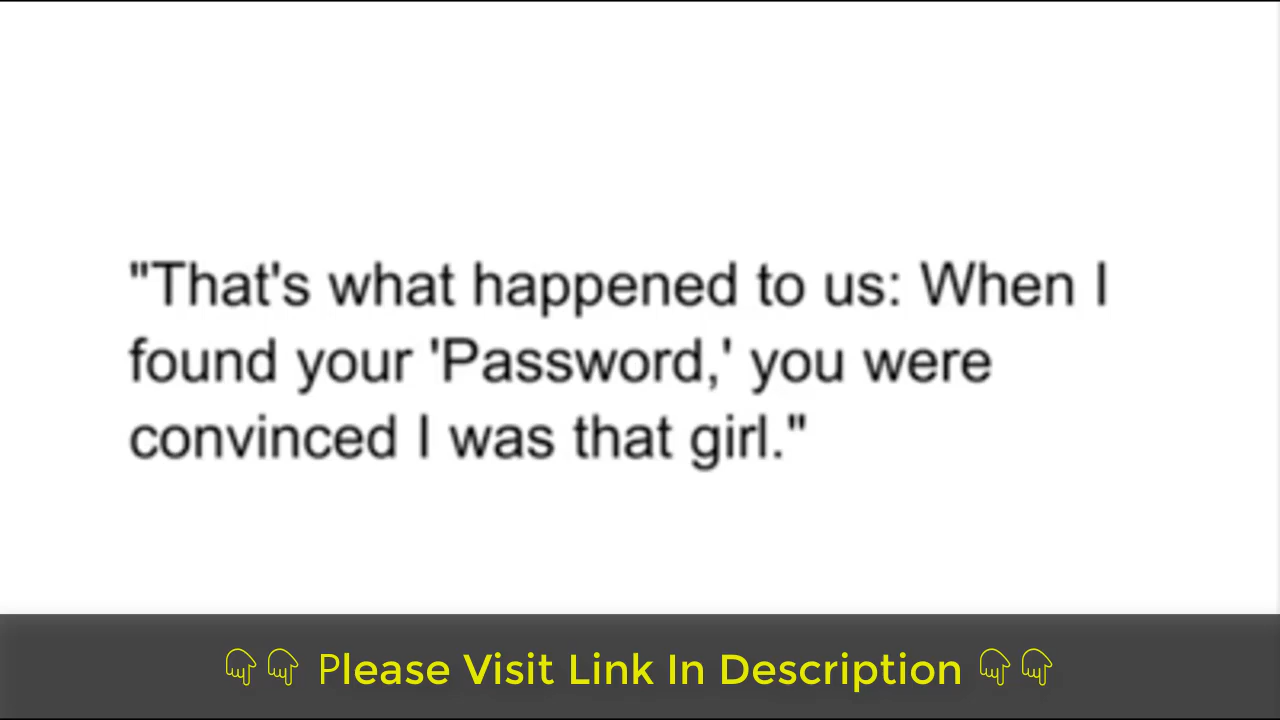 "That's what happened to us: When I
found your 'Password,' you were
convinced I was that girl."
👇👇 Please Visit Link In Description 👇👇